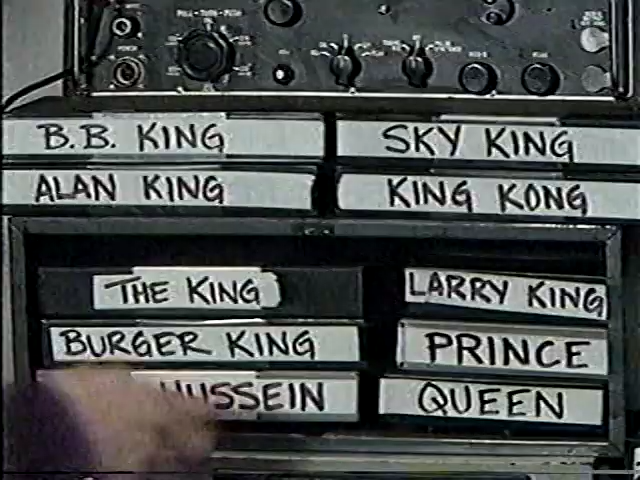 B.B. KING
SKY KING
ALAN KING
KING KONG
THE KING
LARRY KING
BURGER KING
PRINCE
HUSSEIN
QUEEN